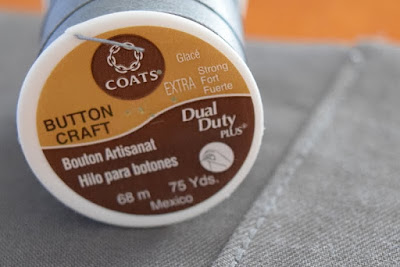 COATS®
Glacé
EXTRA Strong
Fort
Fuerte
BUTTON
CRAFT
Dual
Duty
PLUS®
Bouton Artisanal
Hilo para botones
68 m 75 Yds.
Mexico